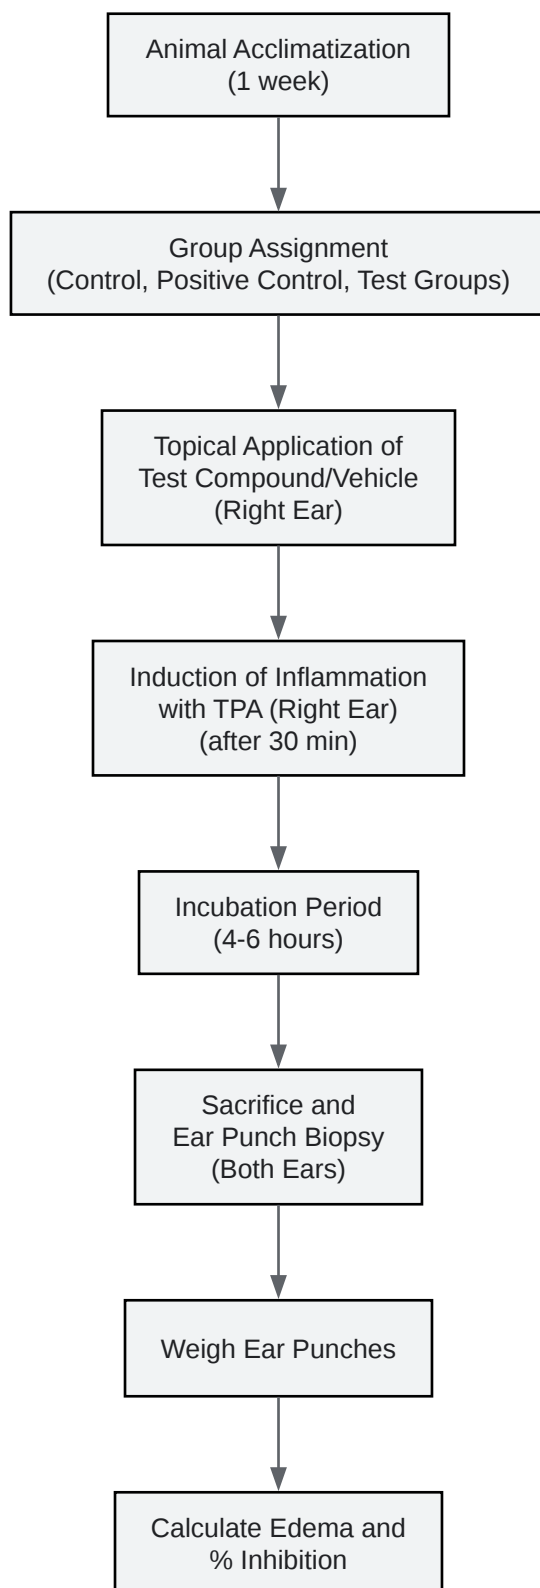 Animal Acclimatization
(1 week)
Group Assignment
(Control, Positive Control, Test Groups)
Topical Application of
Test Compound/Vehicle
(Right Ear)
Induction of Inflammation
with TPA (Right Ear)
(after 30 min)
Incubation Period
(4-6 hours)
Sacrifice and
Ear Punch Biopsy
(Both Ears)
Weigh Ear Punches
Calculate Edema and
% Inhibition